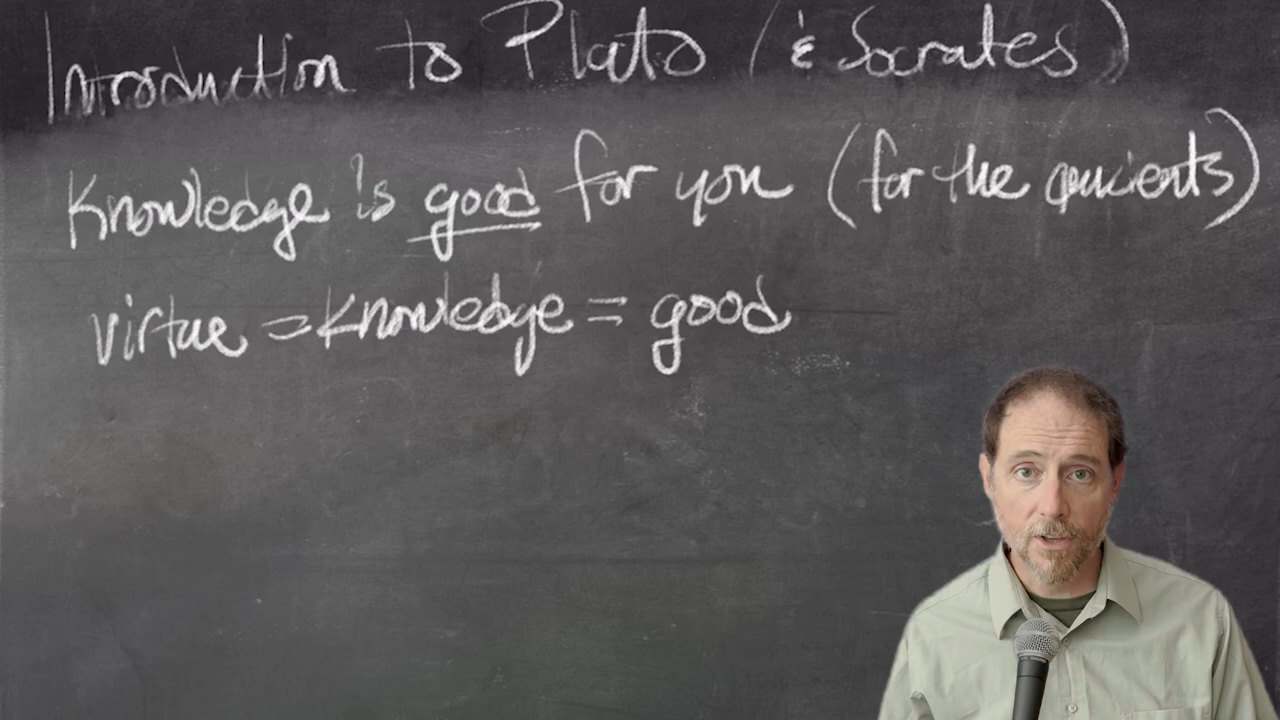 Introduction to Plato (& Socrates)
Knowledge is good for you (for the ancients)
virtue = Knowledge = good